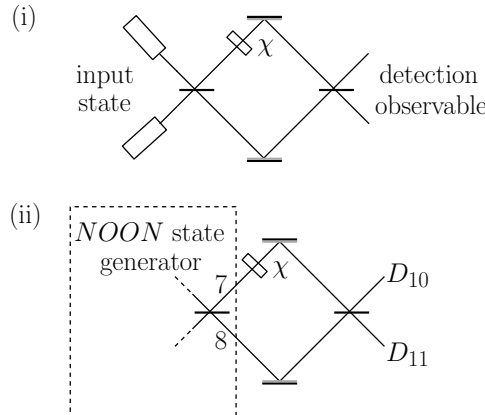 (i)
χ
input
state
detection
observable
(ii)
NOON state
generator
7
χ
8
D10
D11